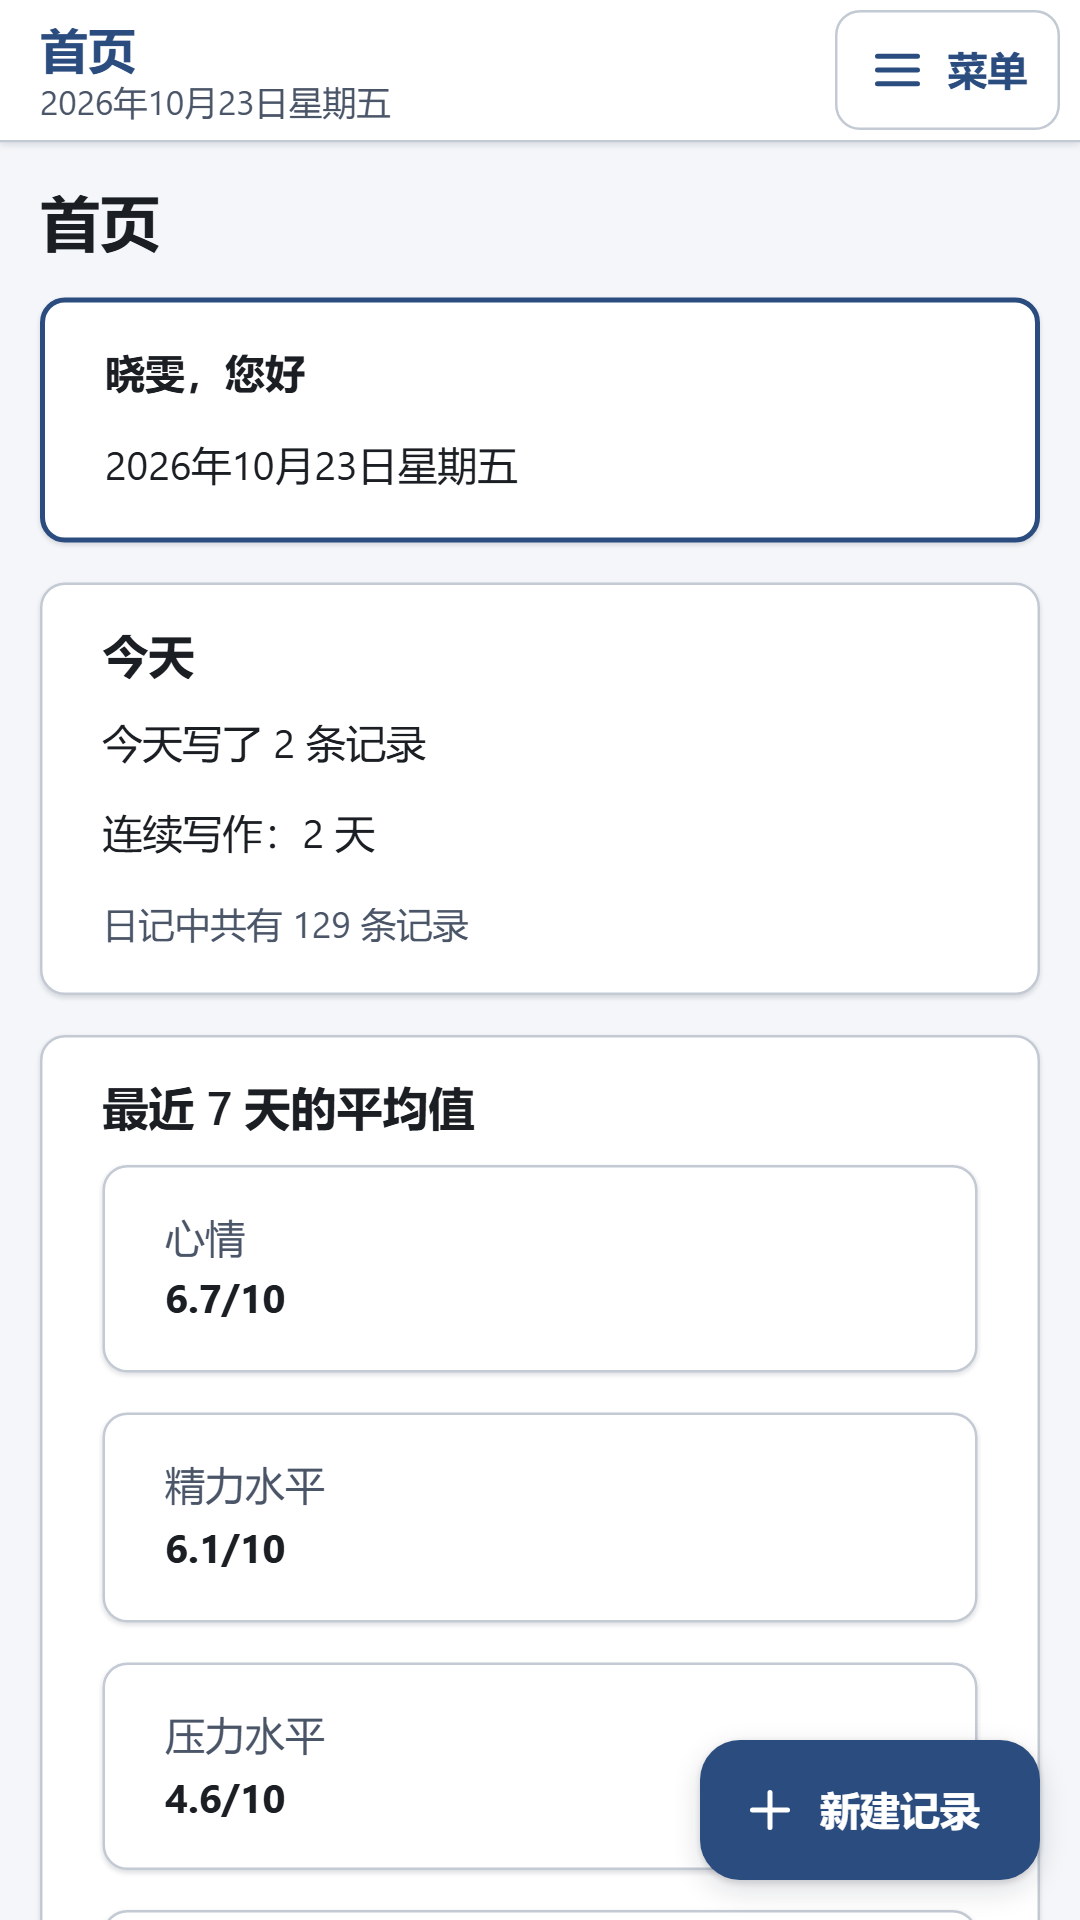 首页
2026年10月23日星期五
菜单
首页
晓雯，您好
2026年10月23日星期五
今天
今天写了 2 条记录
连续写作：2 天
日记中共有 129 条记录
最近 7 天的平均值
心情
6.7/10
精力水平
6.1/10
压力水平
4.6/10
新建记录